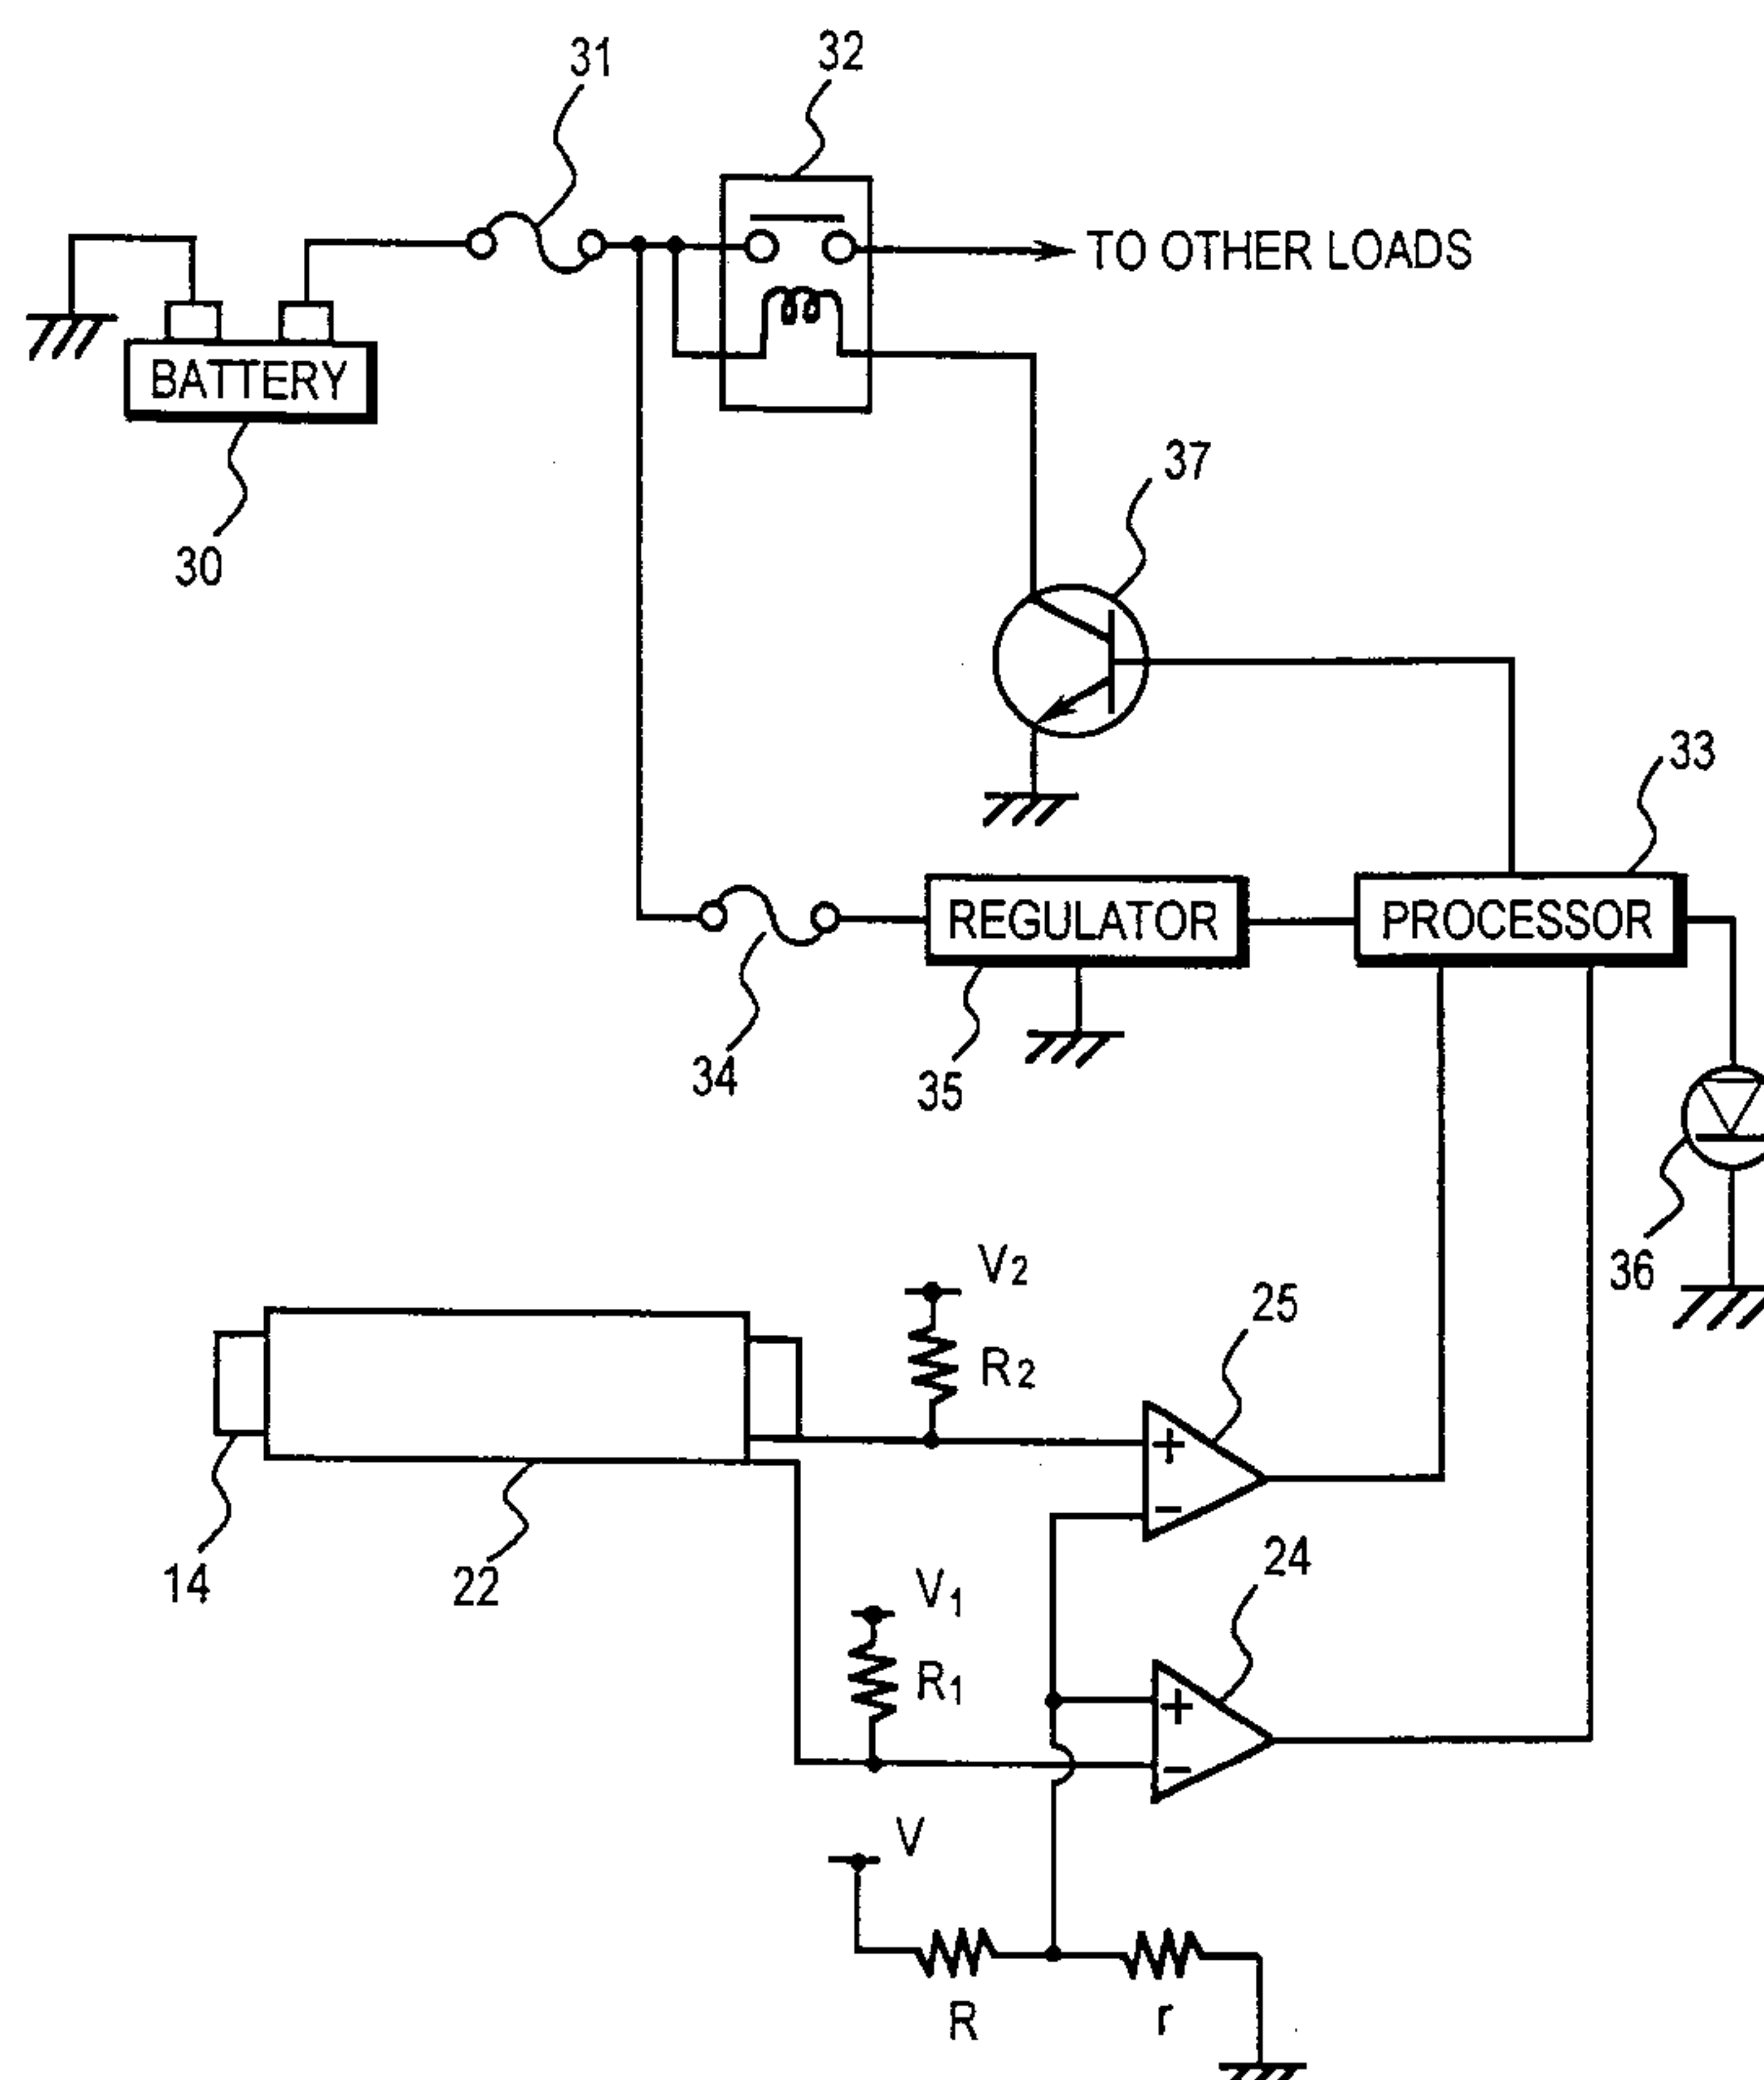 31
32
TO OTHER LOADS
BATTERY
30
37
33
REGULATOR
PROCESSOR
34
35
36
V2
R2
25
+
−
14
22
V1
R1
24
+
−
V
R
r